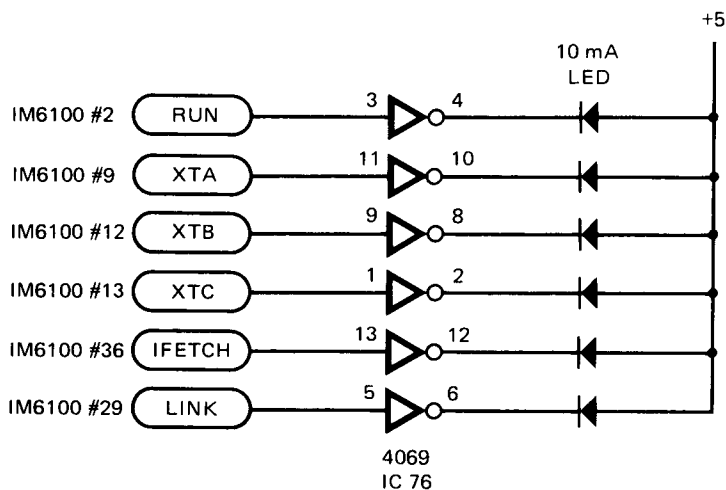 +5
10 mA
LED
IM6100 #2 RUN 3 4
IM6100 #9 XTA 11 10
IM6100 #12 XTB 9 8
IM6100 #13 XTC 1 2
IM6100 #36 IFETCH 13 12
IM6100 #29 LINK 5 6
4069
IC 76